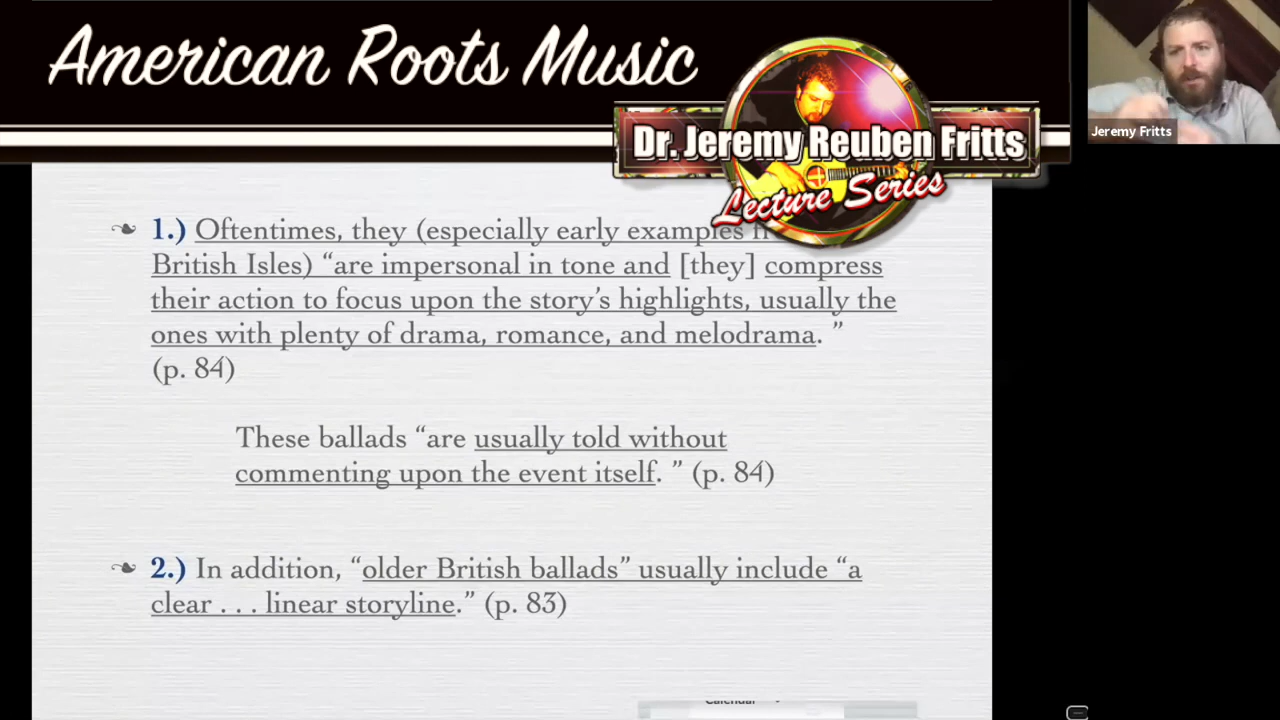 American Roots Music
Dr. Jeremy Reuben Fritts
Lecture Series
Jeremy Fritts
1.) Oftentimes, they (especially early examples
British Isles) “are impersonal in tone and [they] compress
their action to focus upon the story’s highlights, usually the
ones with plenty of drama, romance, and melodrama. ”
(p. 84)
These ballads “are usually told without
commenting upon the event itself. ” (p. 84)
2.) In addition, “older British ballads” usually include “a
clear . . . linear storyline.” (p. 83)
Calendar